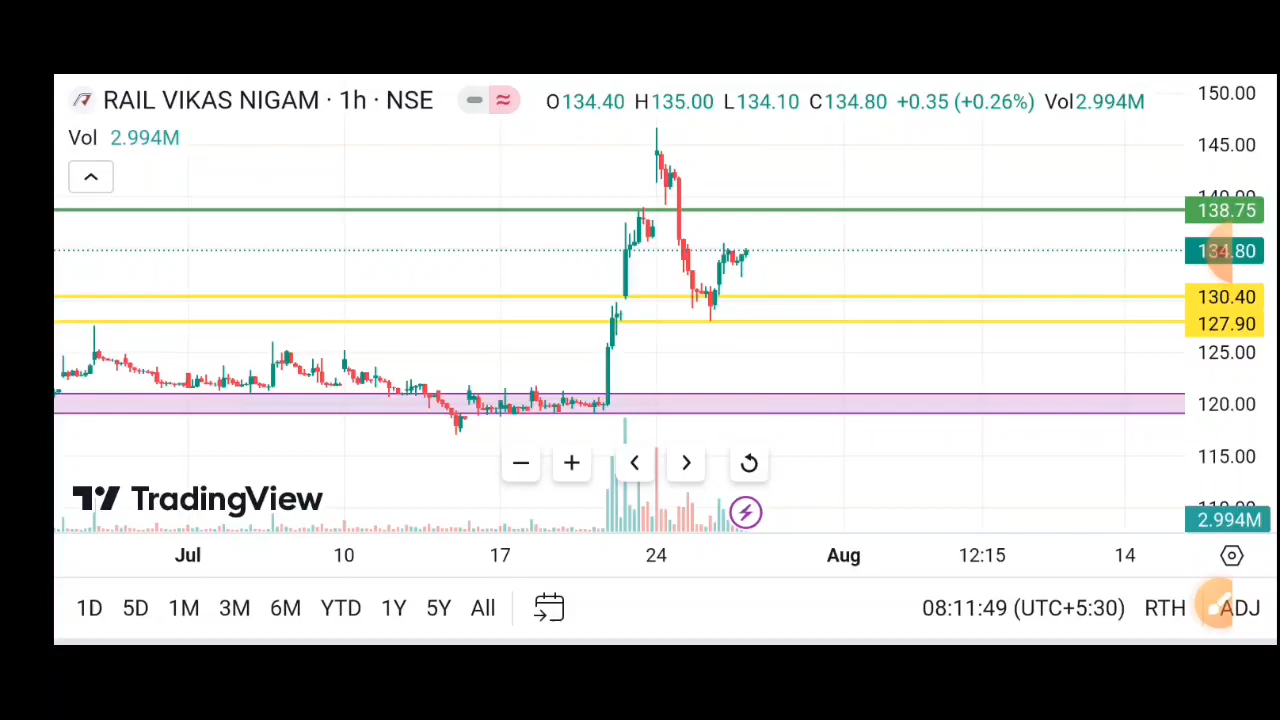 RAIL VIKAS NIGAM · 1h · NSE O134.40 H135.00 L134.10 C134.80 +0.35 (+0.26%) Vol2.994M
Vol 2.994M
150.00
145.00
140.00
138.75
134.80
130.40
127.90
125.00
120.00
115.00
TradingView
2.994M
Jul 10 17 24 Aug 12:15 14
1D 5D 1M 3M 6M YTD 1Y 5Y All 08:11:49 (UTC+5:30) RTH ADJ